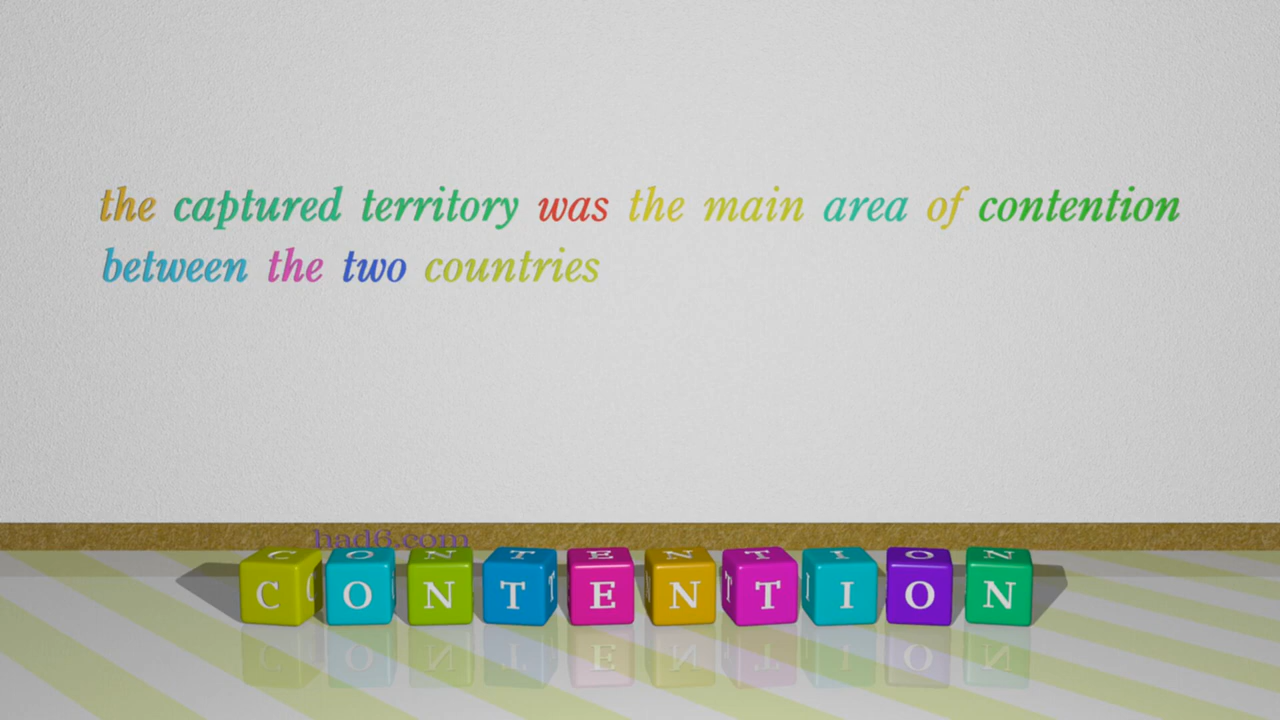 the captured territory was the main area of contention
between the two countries
had6.com
CONTENTION